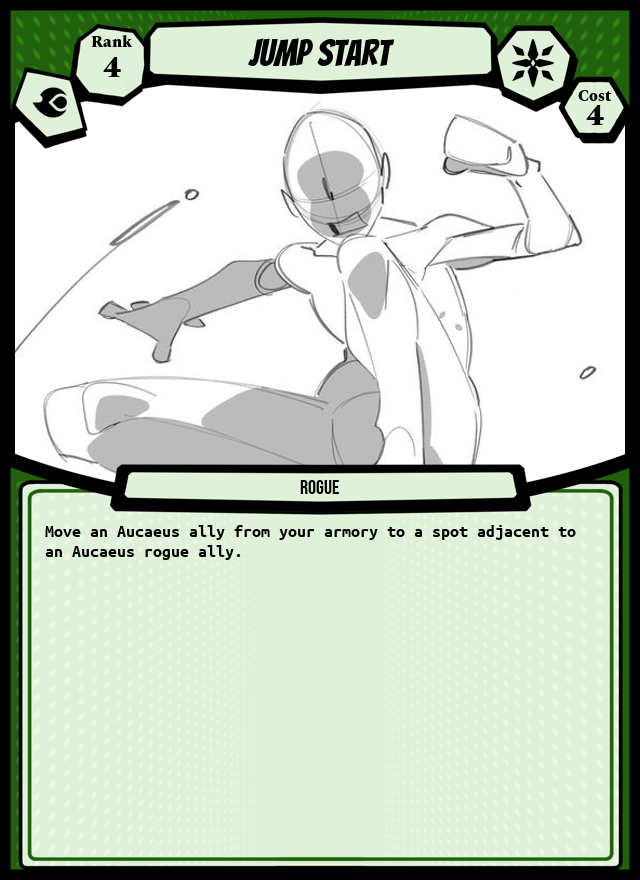 Rank
4
JUMP START
Cost
4
ROGUE
Move an Aucaeus ally from your armory to a spot adjacent to
an Aucaeus rogue ally.